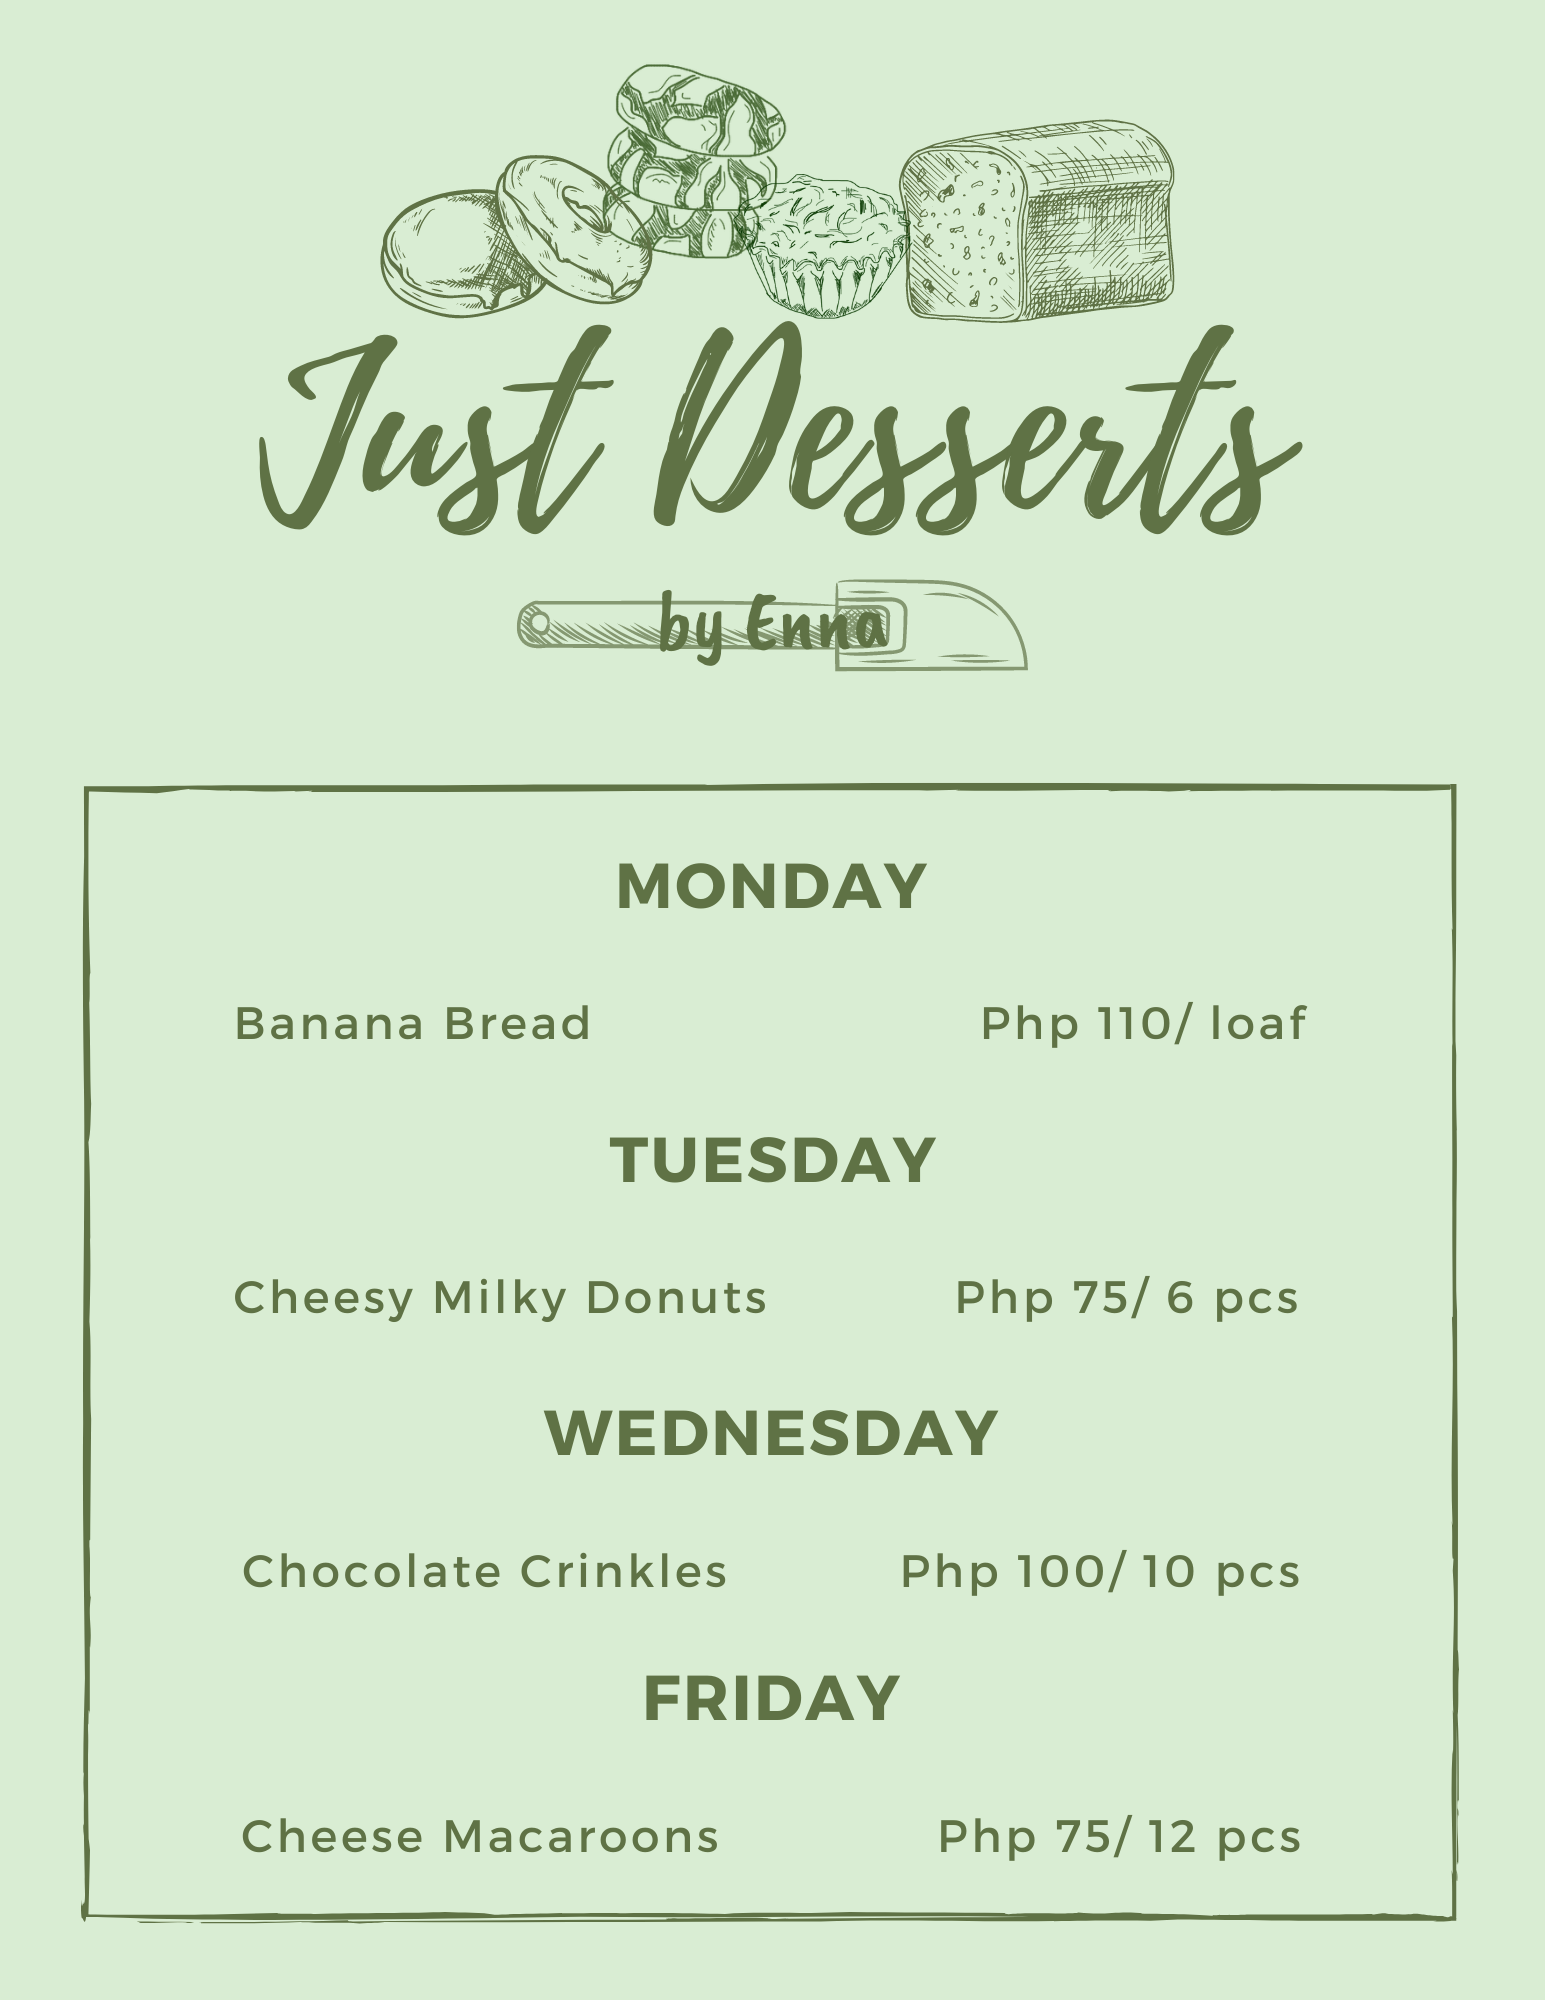 Just Desserts
by Enna
MONDAY
Banana Bread Php 110/ loaf
TUESDAY
Cheesy Milky Donuts Php 75/ 6 pcs
WEDNESDAY
Chocolate Crinkles Php 100/ 10 pcs
FRIDAY
Cheese Macaroons Php 75/ 12 pcs